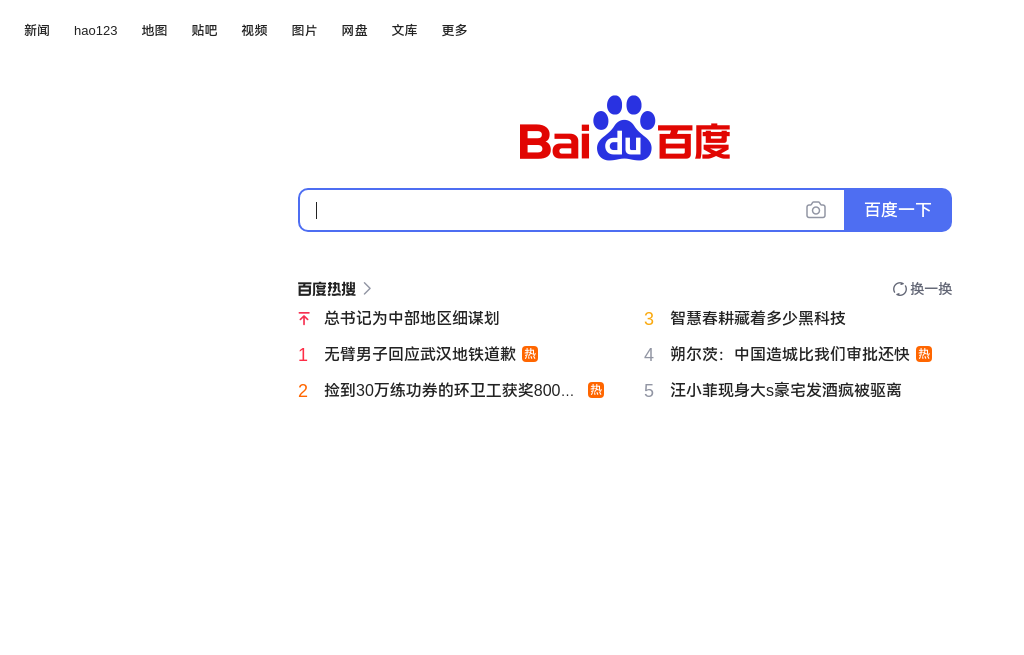 新闻 hao123 地图 贴吧 视频 图片 网盘 文库 更多
Baidu百度
百度一下
百度热搜 换一换
总书记为中部地区细谋划
1 无臂男子回应武汉地铁道歉 热
2 捡到30万练功券的环卫工获奖800... 热
3 智慧春耕藏着多少黑科技
4 朔尔茨：中国造城比我们审批还快 热
5 汪小菲现身大s豪宅发酒疯被驱离